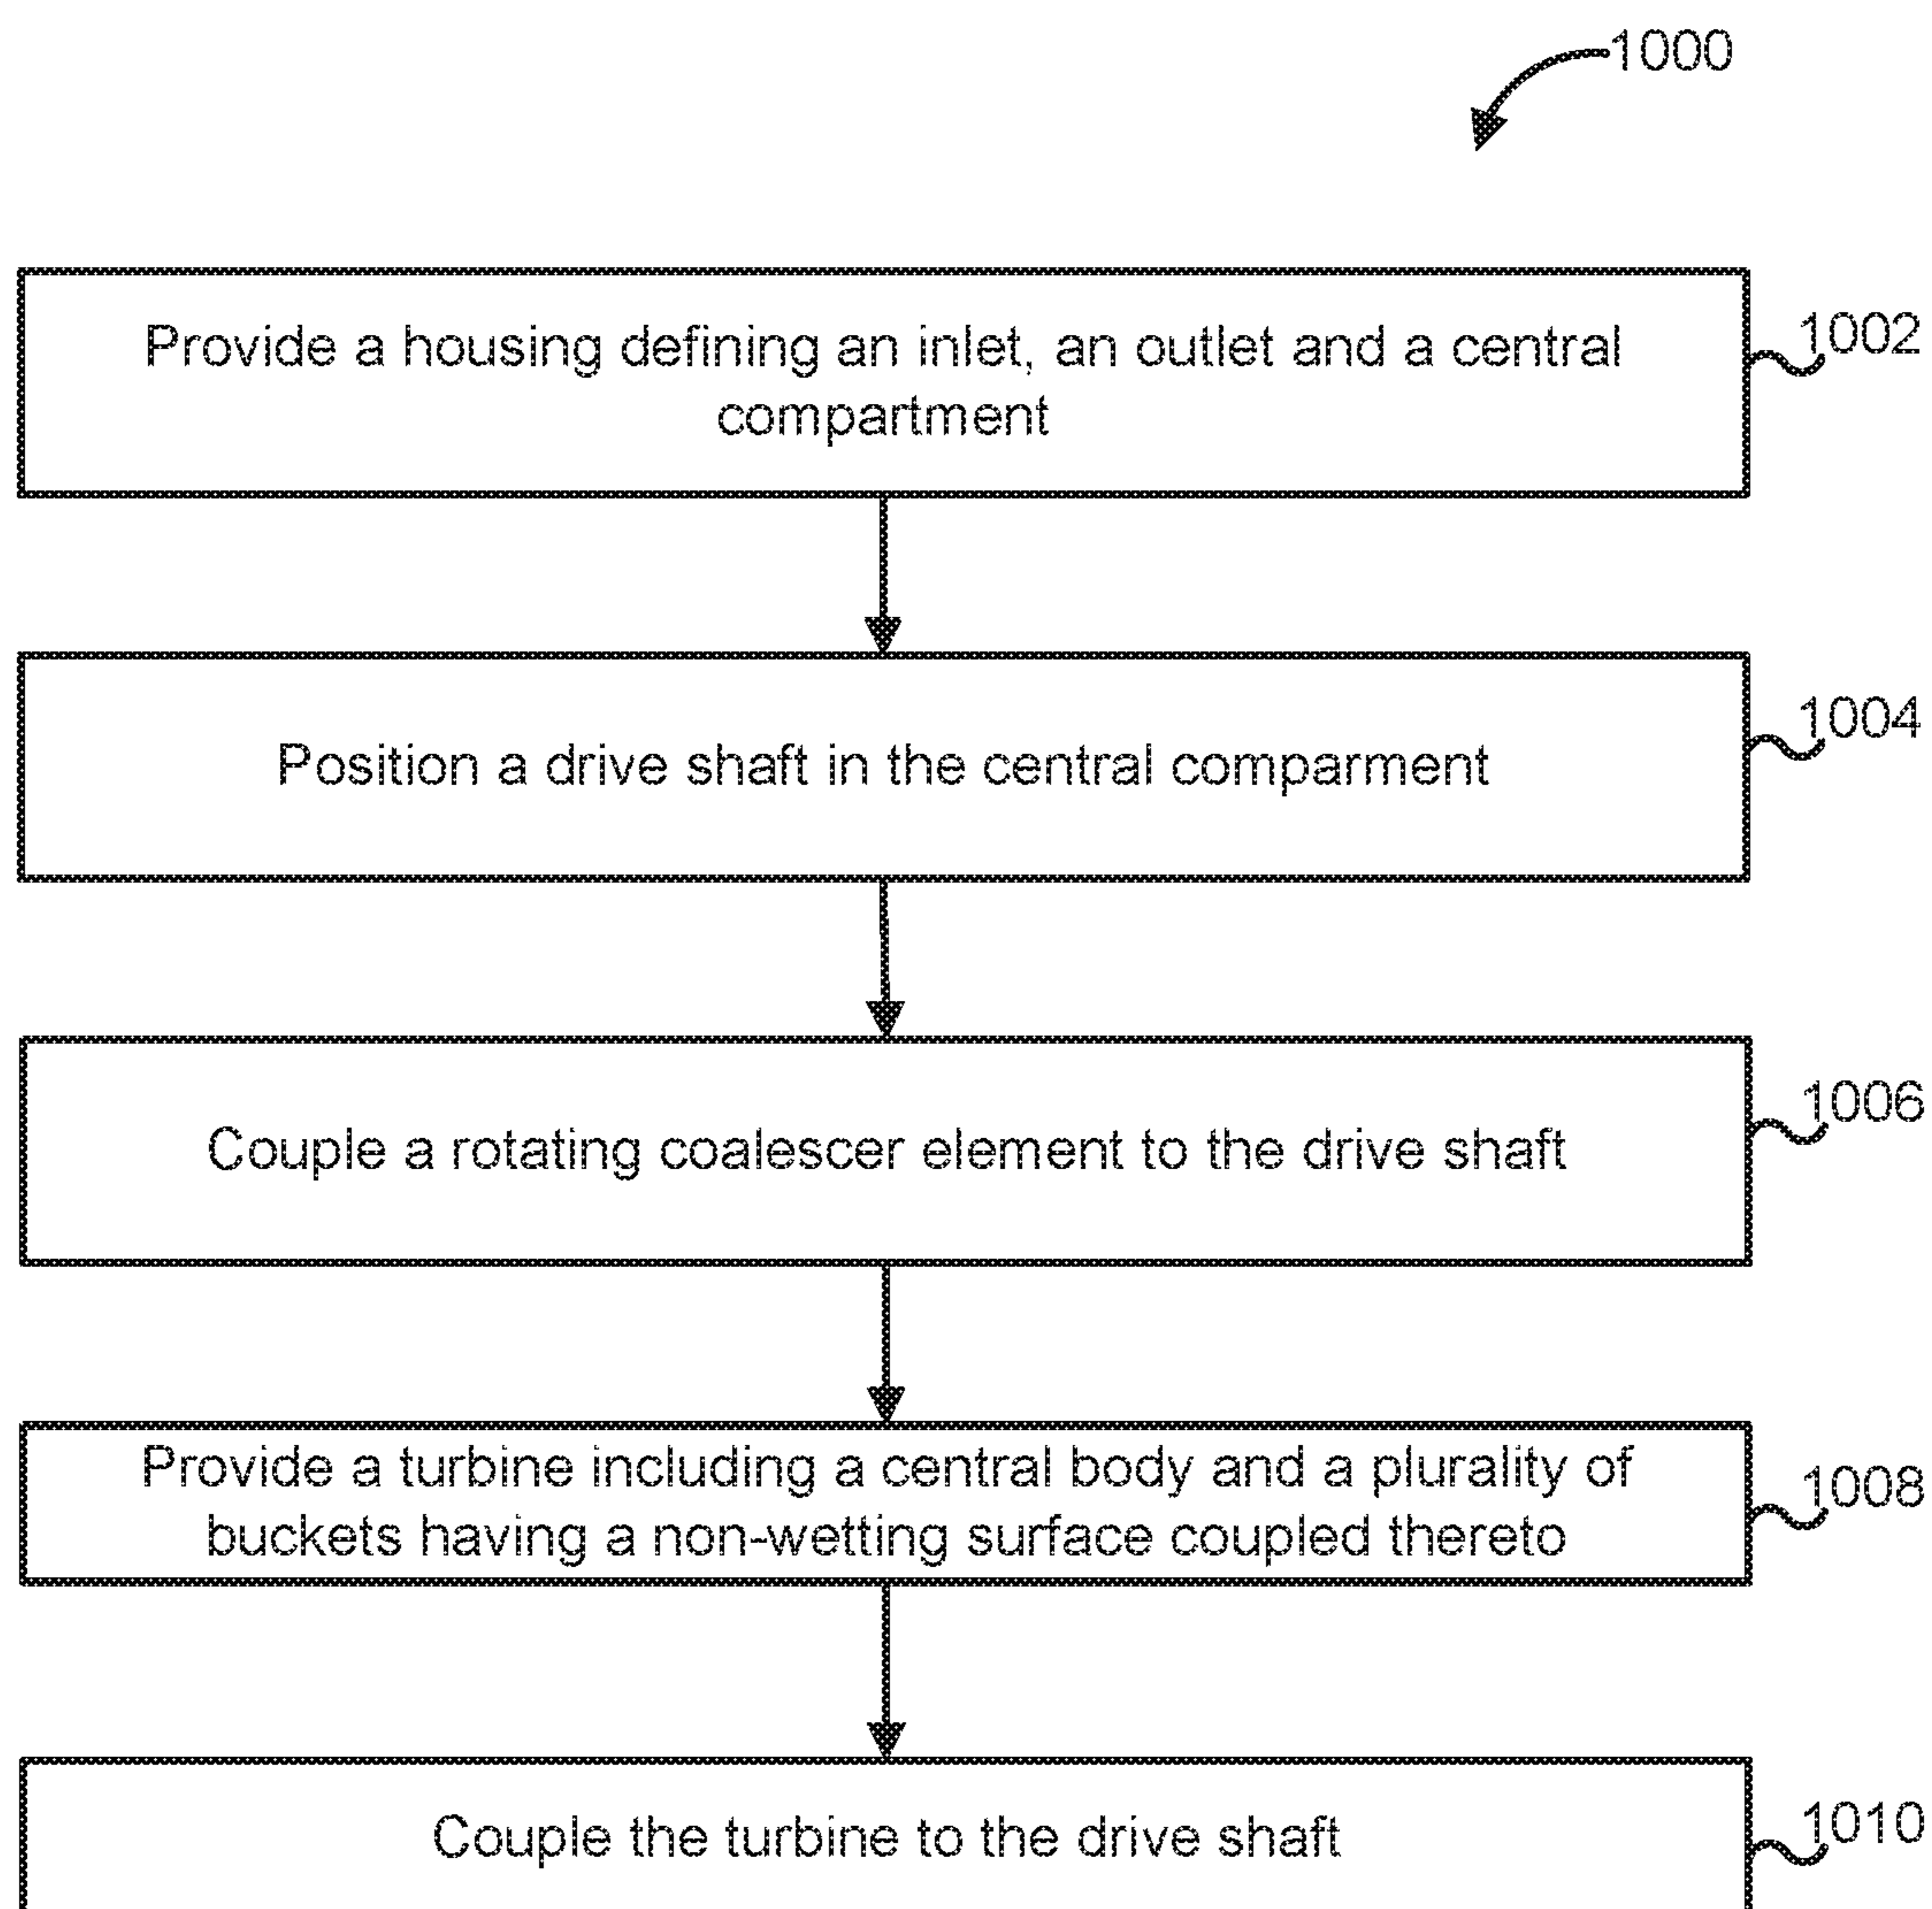 1000
Provide a housing defining an inlet, an outlet and a central
compartment
1002
Position a drive shaft in the central comparment
1004
Couple a rotating coalescer element to the drive shaft
1006
Provide a turbine including a central body and a plurality of
buckets having a non-wetting surface coupled thereto
1008
Couple the turbine to the drive shaft
1010